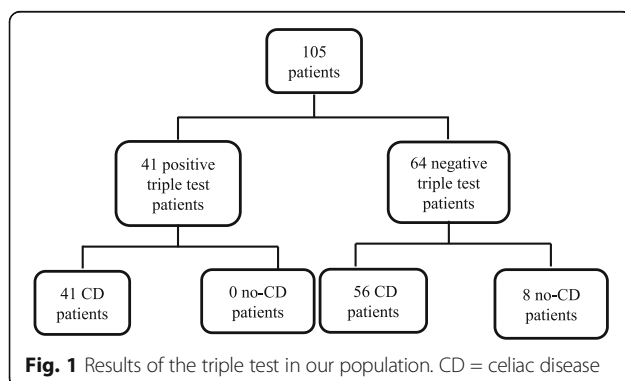 105
patients
41 positive
triple test
patients
64 negative
triple test
patients
41 CD
patients
0 no-CD
patients
56 CD
patients
8 no-CD
patients
Fig. 1 Results of the triple test in our population. CD = celiac disease